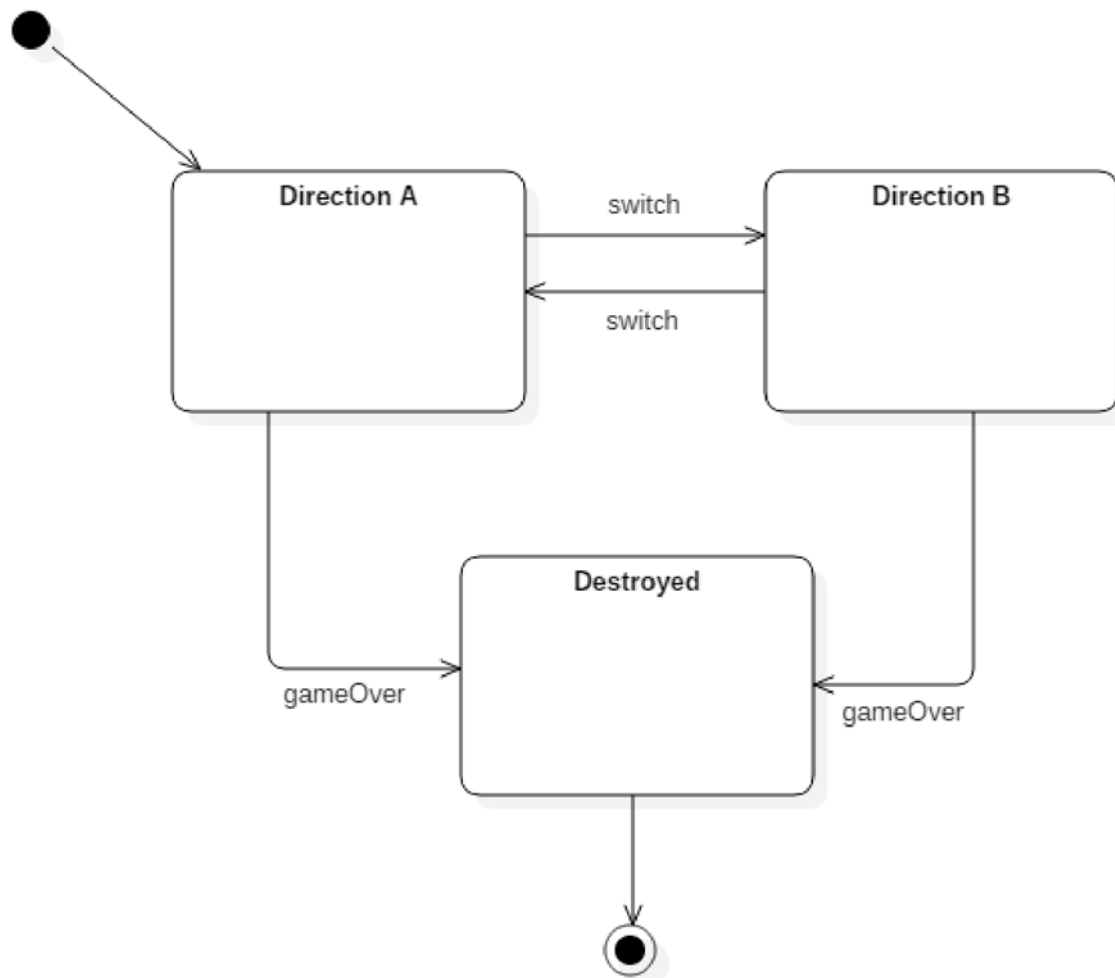 Direction A
Direction B
switch
switch
Destroyed
gameOver
gameOver